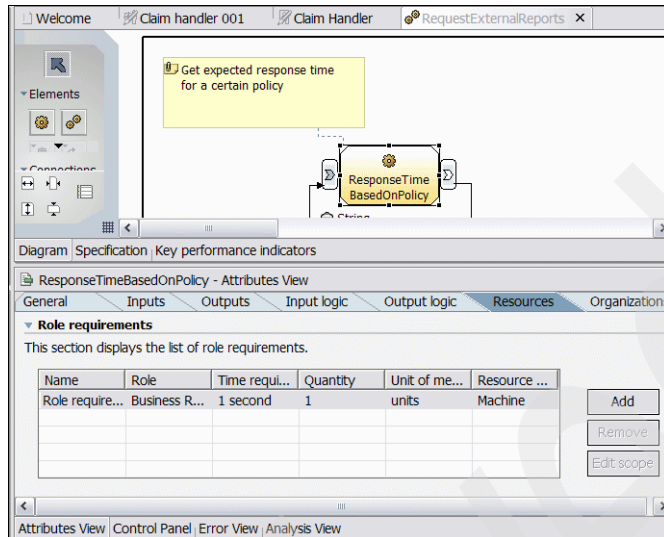 Welcome Claim handler 001 Claim Handler RequestExternalReports
Elements
Connections
Get expected response time
for a certain policy
ResponseTime
BasedOnPolicy
String
Diagram Specification Key performance indicators
ResponseTimeBasedOnPolicy - Attributes View
General Inputs Outputs Input logic Output logic Resources Organization
Role requirements
This section displays the list of role requirements.
Name Role Time requi... Quantity Unit of me... Resource ...
Role require... Business R... 1 second 1 units Machine
Add
Remove
Edit scope
Attributes View Control Panel Error View Analysis View